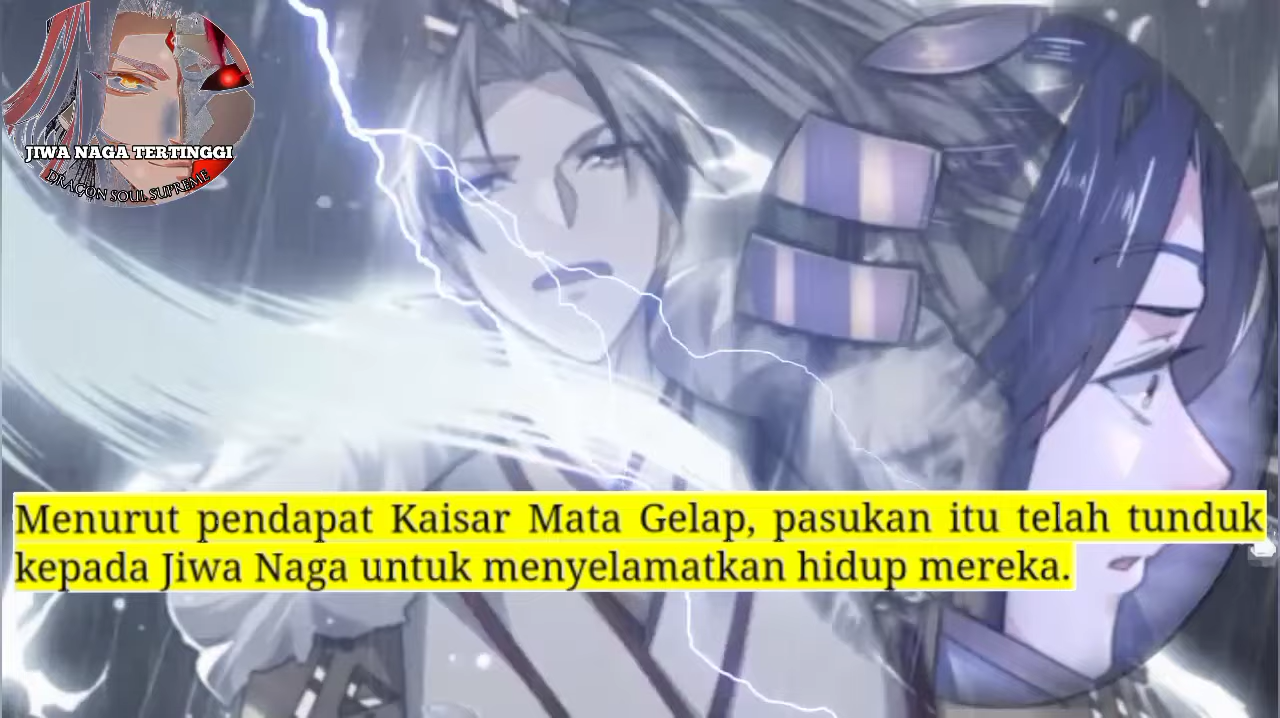 JIWA NAGA TERTINGGI
DRAGON SOUL SUPREME
Menurut pendapat Kaisar Mata Gelap, pasukan itu telah tunduk
kepada Jiwa Naga untuk menyelamatkan hidup mereka.